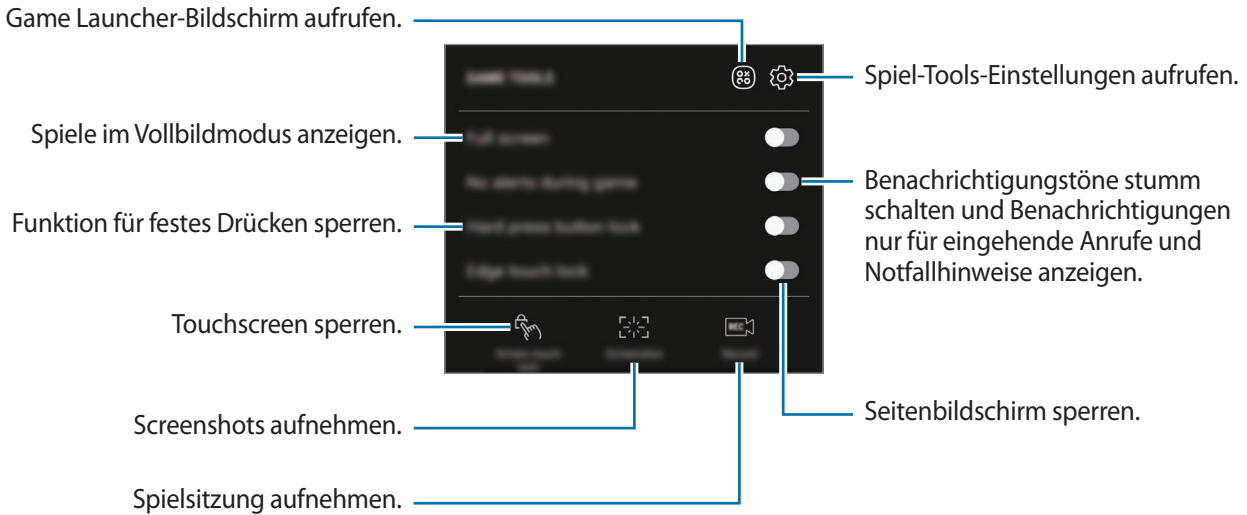 Game Launcher-Bildschirm aufrufen.
Spiel-Tools-Einstellungen aufrufen.
Spiele im Vollbildmodus anzeigen.
Benachrichtigungstöne stumm
schalten und Benachrichtigungen
nur für eingehende Anrufe und
Notfallhinweise anzeigen.
Funktion für festes Drücken sperren.
Touchscreen sperren.
REC
Seitenbildschirm sperren.
Screenshots aufnehmen.
Spielsitzung aufnehmen.